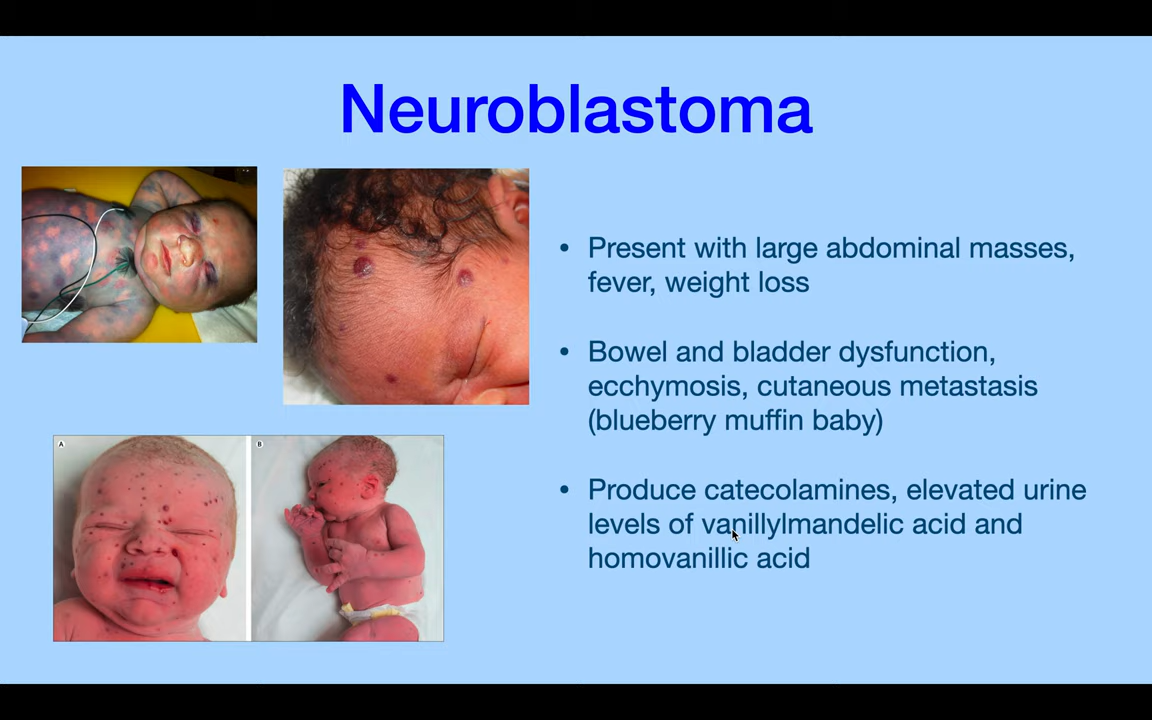 Neuroblastoma
• Present with large abdominal masses,
fever, weight loss
• Bowel and bladder dysfunction,
ecchymosis, cutaneous metastasis
(blueberry muffin baby)
• Produce catecolamines, elevated urine
levels of vanillylmandelic acid and
homovanillic acid
A
B